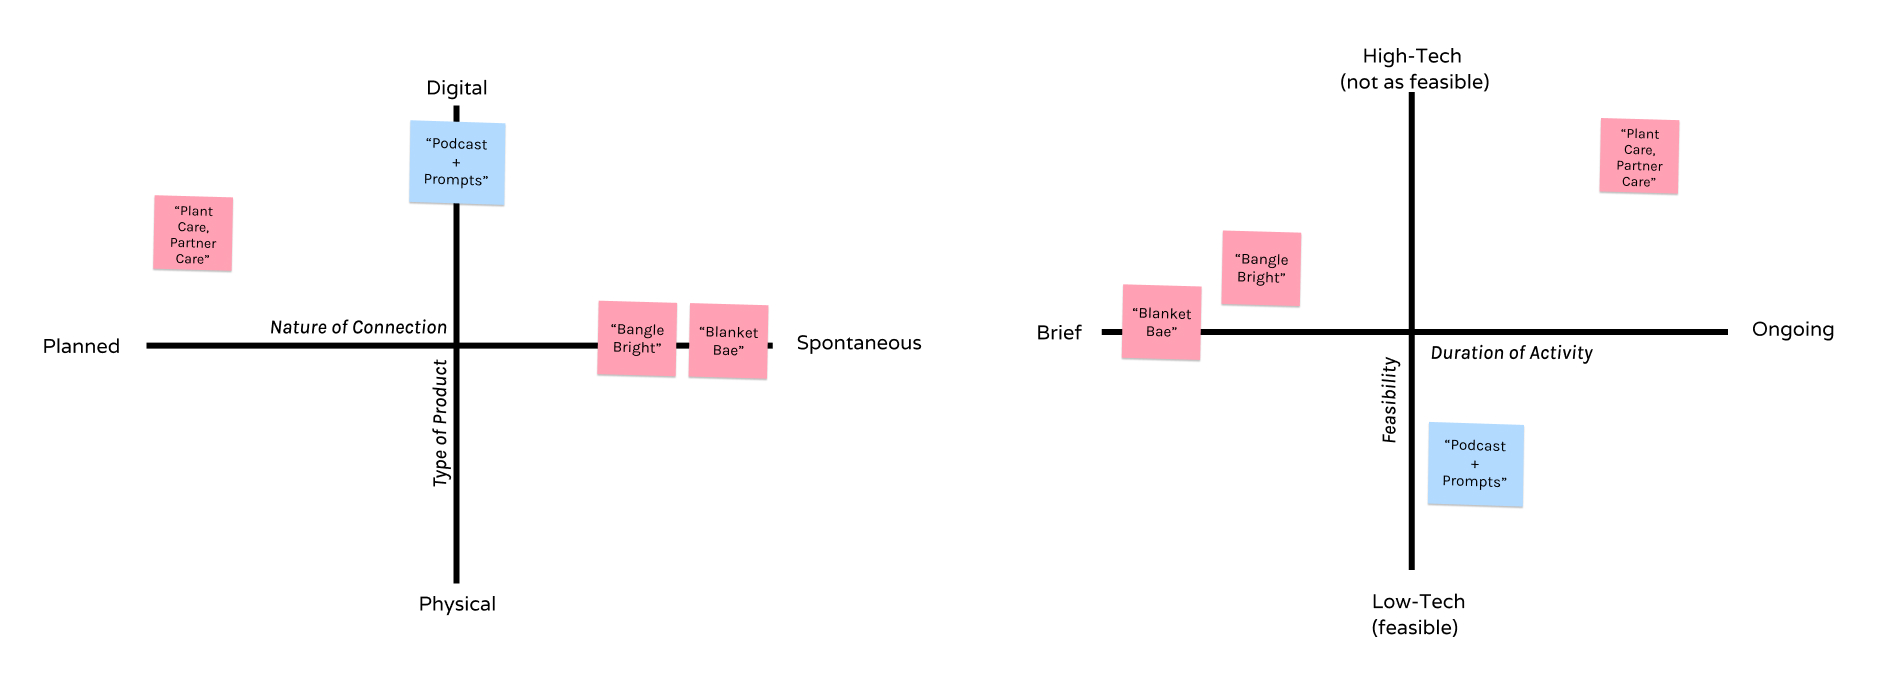 Digital
“Podcast
+
Prompts”
“Plant
Care,
Partner
Care”
Nature of Connection
Planned
“Bangle
Bright”
“Blanket
Bae”
Spontaneous
Type of Product
Physical
High-Tech
(not as feasible)
“Plant
Care,
Partner
Care”
“Bangle
Bright”
“Blanket
Bae”
Brief
Ongoing
Duration of Activity
Feasibility
“Podcast
+
Prompts”
Low-Tech
(feasible)